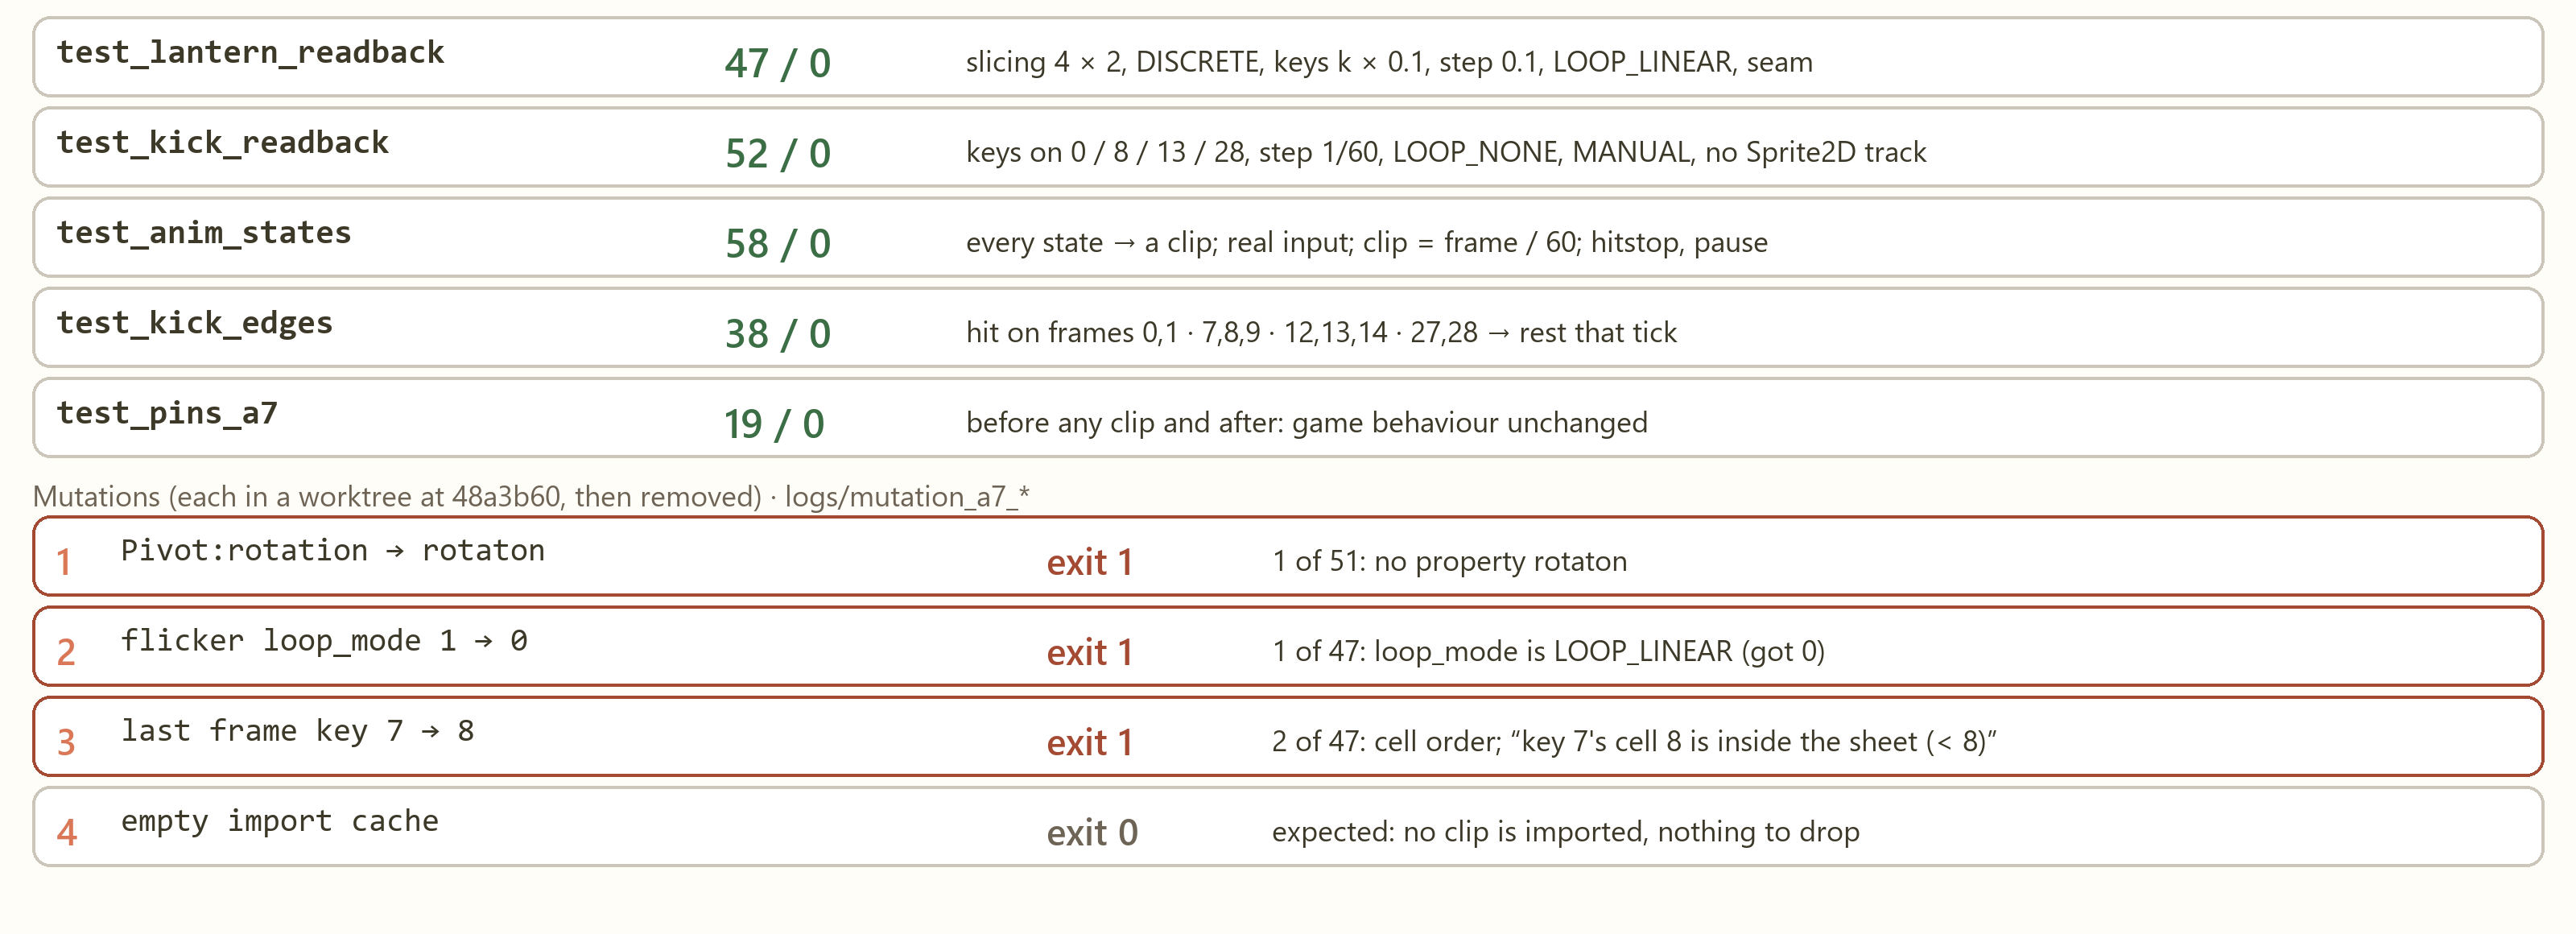 test_lantern_readback 47 / 0 slicing 4 × 2, DISCRETE, keys k × 0.1, step 0.1, LOOP_LINEAR, seam
test_kick_readback 52 / 0 keys on 0 / 8 / 13 / 28, step 1/60, LOOP_NONE, MANUAL, no Sprite2D track
test_anim_states 58 / 0 every state → a clip; real input; clip = frame / 60; hitstop, pause
test_kick_edges 38 / 0 hit on frames 0,1 · 7,8,9 · 12,13,14 · 27,28 → rest that tick
test_pins_a7 19 / 0 before any clip and after: game behaviour unchanged
Mutations (each in a worktree at 48a3b60, then removed) · logs/mutation_a7_*
1 Pivot:rotation → rotaton exit 1 1 of 51: no property rotaton
2 flicker loop_mode 1 → 0 exit 1 1 of 47: loop_mode is LOOP_LINEAR (got 0)
3 last frame key 7 → 8 exit 1 2 of 47: cell order; “key 7's cell 8 is inside the sheet (< 8)”
4 empty import cache exit 0 expected: no clip is imported, nothing to drop